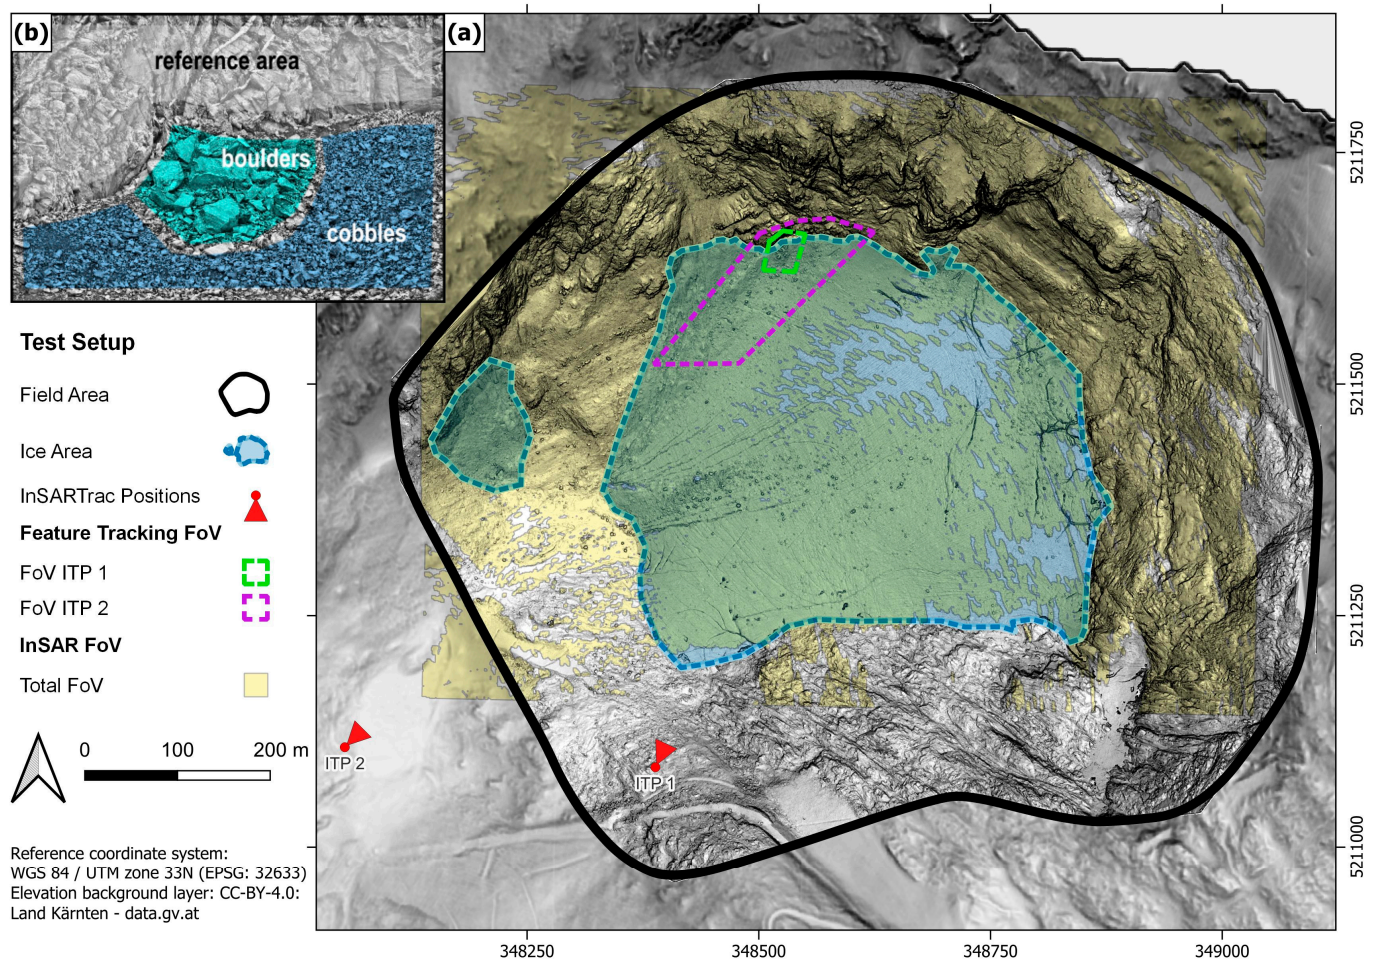 (b)
reference area
boulders
cobbles
(a)
Test Setup
Field Area
Ice Area
InSARTrac Positions
Feature Tracking FoV
FoV ITP 1
FoV ITP 2
InSAR FoV
Total FoV
0 100 200 m
ITP 2
ITP 1
Reference coordinate system:
WGS 84 / UTM zone 33N (EPSG: 32633)
Elevation background layer: CC-BY-4.0:
Land Kärnten - data.gv.at
5211750
5211500
5211250
5211000
348250
348500
348750
349000